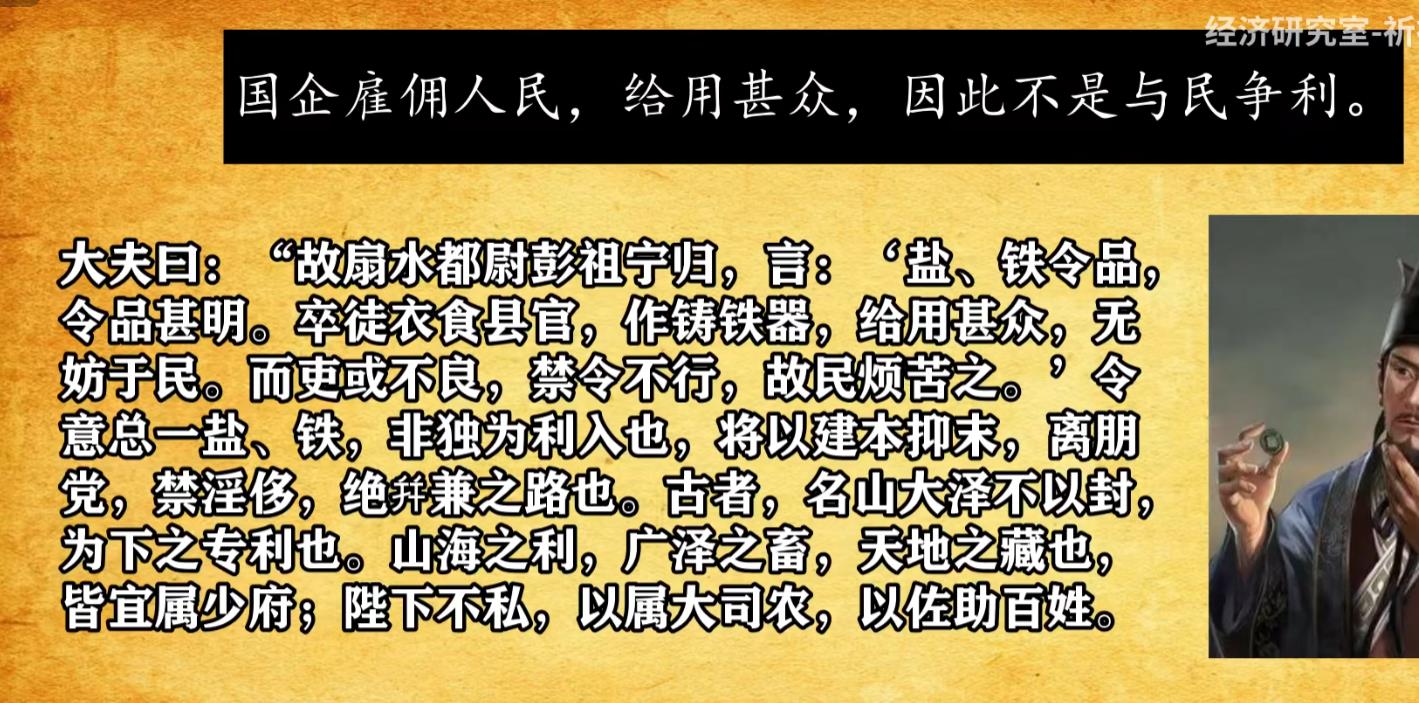 经济研究室-祈
国企雇佣人民，给用甚众，因此不是与民争利。
大夫曰：“故扇水都尉彭祖宁归，言：‘盐、铁令品，
令品甚明。卒徒衣食县官，作铸铁器，给用甚众，无
妨于民。而吏或不良，禁令不行，故民烦苦之。’令
意总一盐、铁，非独为利入也，将以建本抑末，离朋
党，禁淫侈，绝并兼之路也。古者，名山大泽不以封，
为下之专利也。山海之利，广泽之畜，天地之藏也，
皆宜属少府；陛下不私，以属大司农，以佐助百姓。